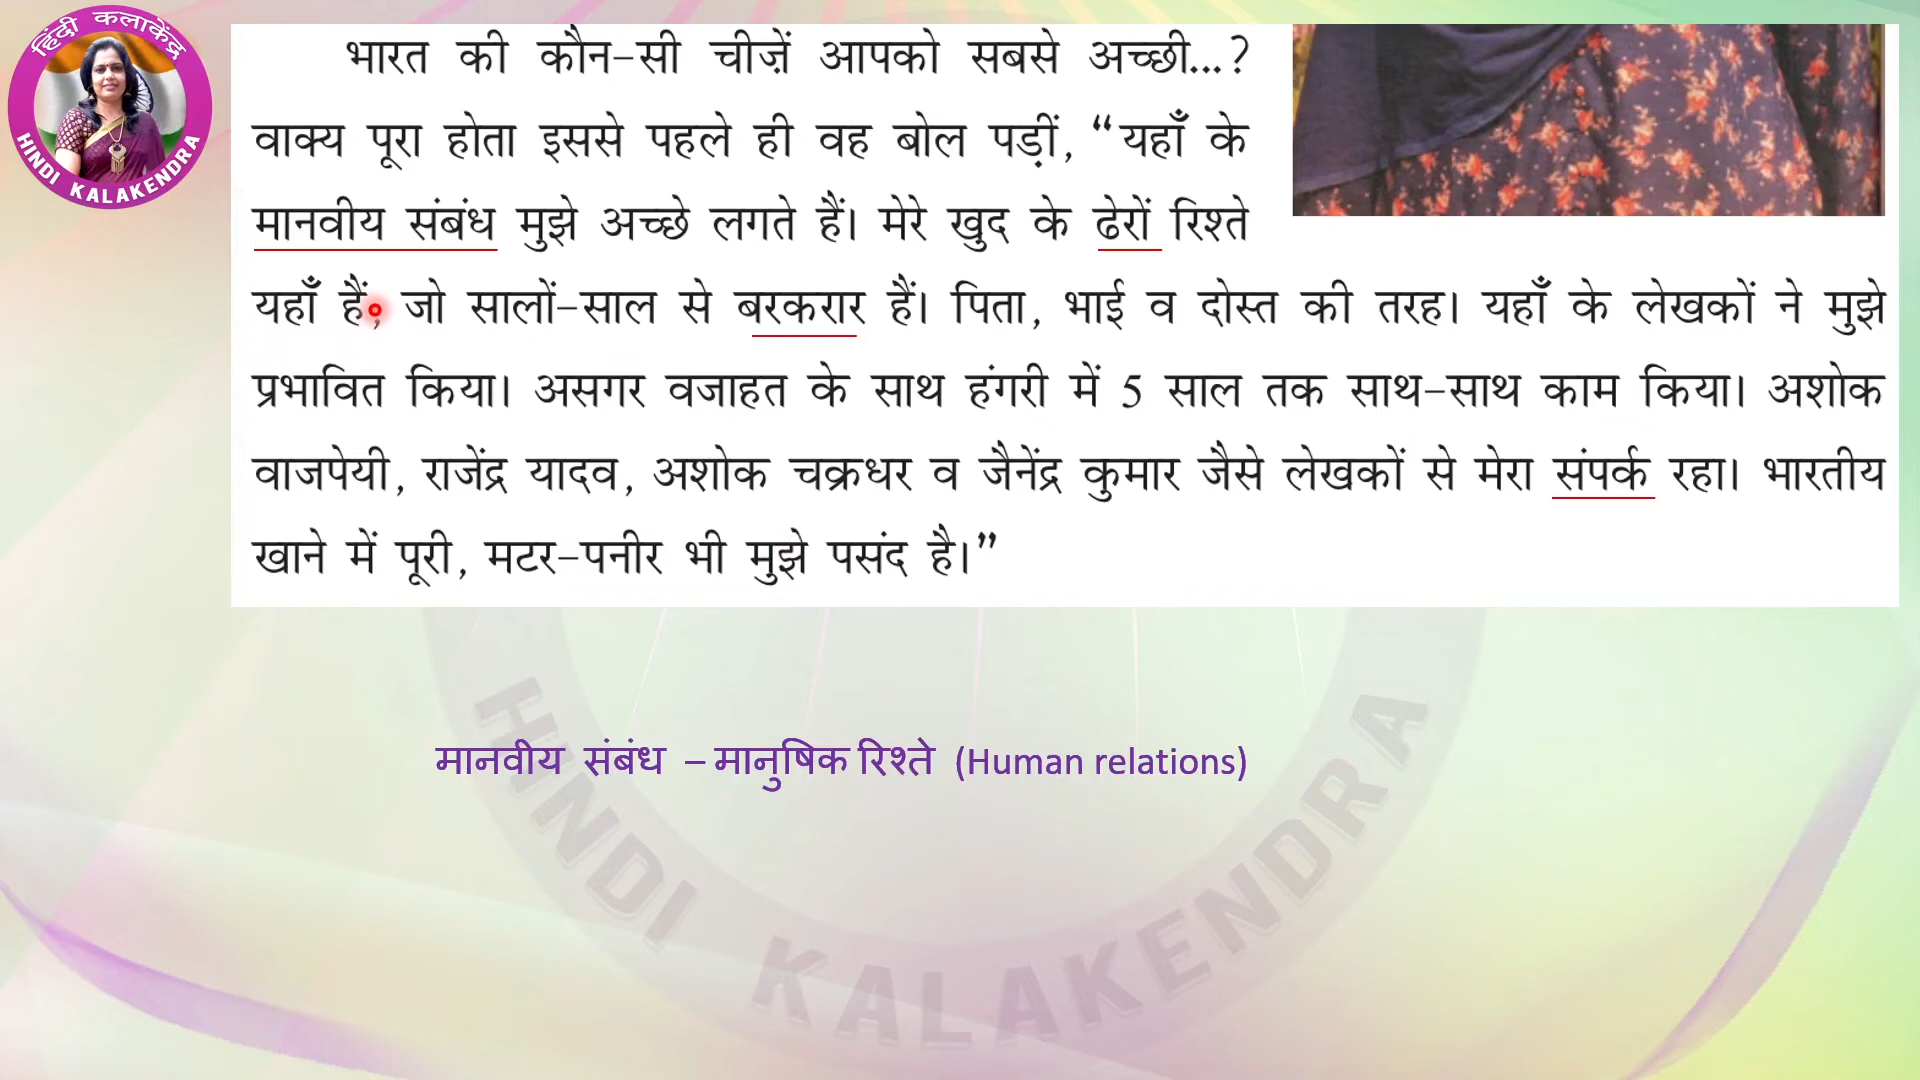 हिंदी कलाकेंद्र
HINDI KALAKENDRA
भारत की कौन-सी चीज़ें आपको सबसे अच्छी...?
वाक्य पूरा होता इससे पहले ही वह बोल पड़ीं, “यहाँ के
मानवीय संबंध मुझे अच्छे लगते हैं। मेरे खुद के ढेरों रिश्ते
यहाँ हैं, जो सालों-साल से बरकरार हैं। पिता, भाई व दोस्त की तरह। यहाँ के लेखकों ने मुझे
प्रभावित किया। असगर वजाहत के साथ हंगरी में 5 साल तक साथ-साथ काम किया। अशोक
वाजपेयी, राजेंद्र यादव, अशोक चक्रधर व जैनेंद्र कुमार जैसे लेखकों से मेरा संपर्क रहा। भारतीय
खाने में पूरी, मटर-पनीर भी मुझे पसंद है।”
मानवीय संबंध – मानुषिक रिश्ते (Human relations)
HINDI KALAKENDRA